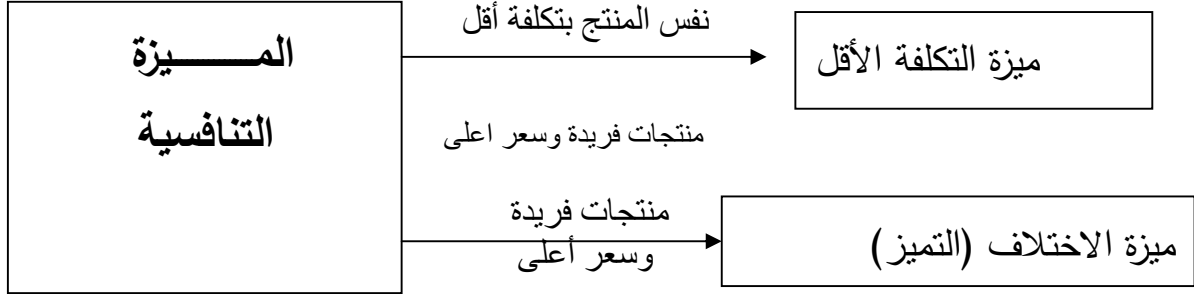 نفس المنتج بتكلفة أقل
المـــــــيزة
التنافسية
ميزة التكلفة الأقل
منتجات فريدة وسعر اعلى
منتجات فريدة
وسعر أعلى
ميزة الاختلاف (التميز)